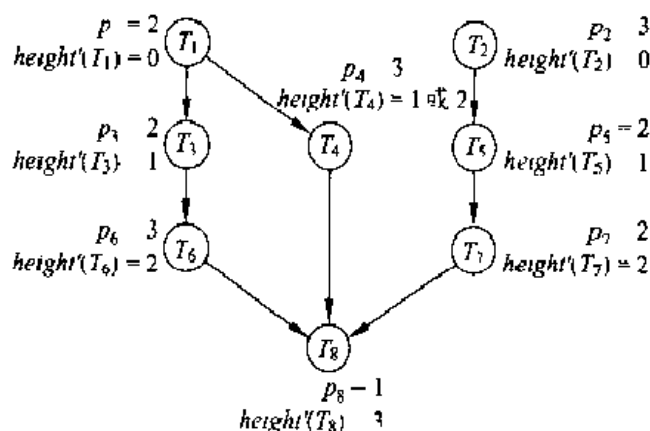 p = 2
height'(T₁) = 0
T₁
T₂
p₂ 3
height'(T₂) 0
p₄ 3
height'(T₄) = 1 或 2
p₃ 2
height'(T₃) 1
T₃
T₄
T₅
p₅ = 2
height'(T₅) 1
p₆ 3
height'(T₆) = 2
T₆
T₇
p₇ 2
height'(T₇) = 2
T₈
p₈ – 1
height'(T₈) 3